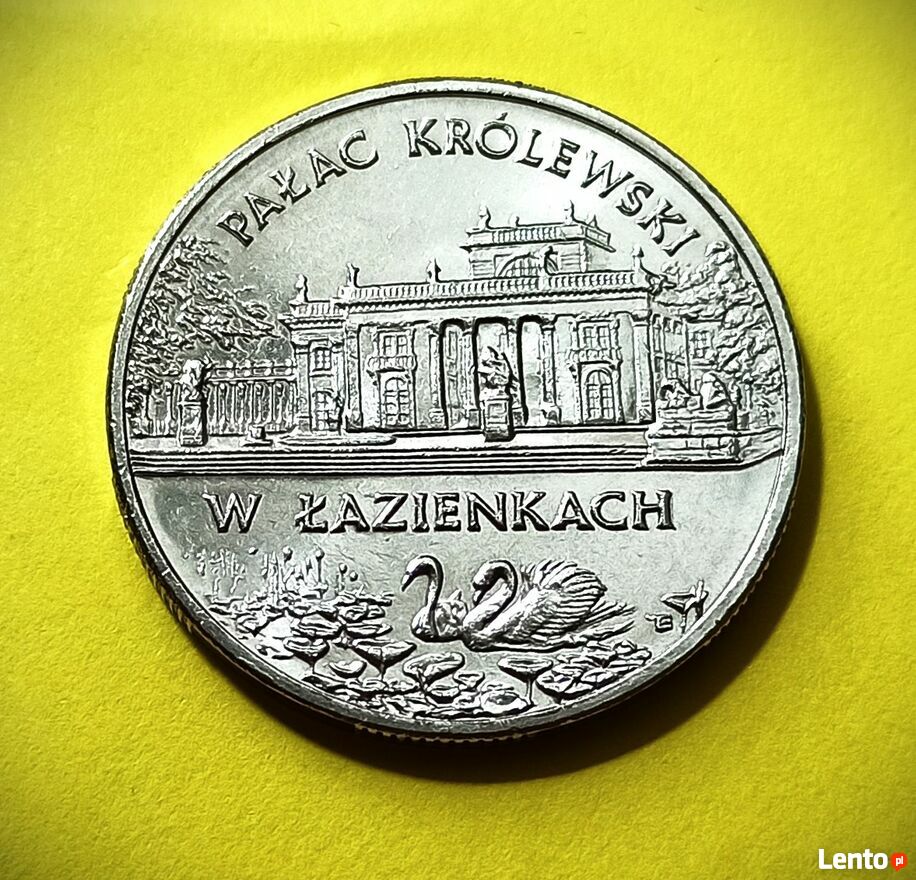 PAŁAC KRÓLEWSKI
W ŁAZIENKACH
Lento.pl